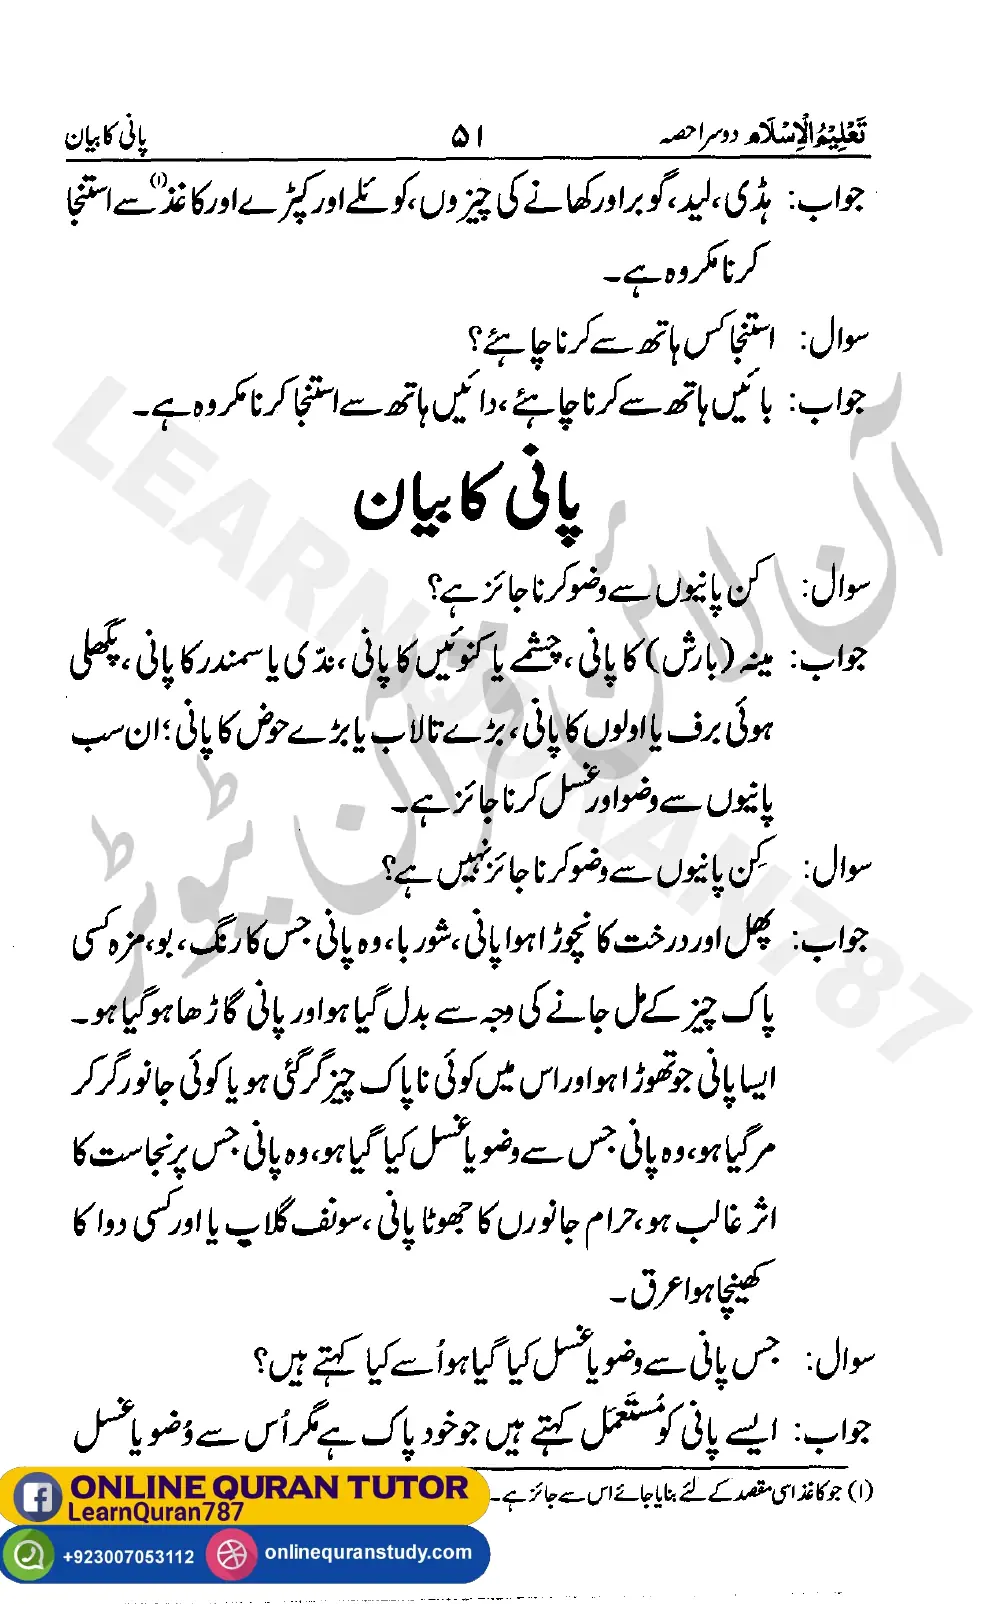 تَعْلِیْمُ الْاِسْلَام دوسرا حصہ ۵۱ پانی کا بیان
جواب: ہڈی، لید، گوبر اور کھانے کی چیزوں، کوئلے اور کپڑے اور کاغذ(۱) سے استنجا
کرنا مکروہ ہے۔
سوال: استنجا کس ہاتھ سے کرنا چاہئے؟
جواب: بائیں ہاتھ سے کرنا چاہئے، دائیں ہاتھ سے استنجا کرنا مکروہ ہے۔
پانی کا بیان
سوال: کن پانیوں سے وضو کرنا جائز ہے؟
جواب: مینہ (بارش) کا پانی، چشمے یا کنوئیں کا پانی، ندّی یا سمندر کا پانی، پگھلی
ہوئی برف یا اولوں کا پانی، بڑے تالاب یا بڑے حوض کا پانی؛ ان سب
پانیوں سے وضو اور غسل کرنا جائز ہے۔
سوال: کِن پانیوں سے وضو کرنا جائز نہیں ہے؟
جواب: پھل اور درخت کا نچوڑا ہوا پانی، شوربا، وہ پانی جس کا رنگ، بو، مزہ کسی
پاک چیز کے مل جانے کی وجہ سے بدل گیا ہو اور پانی گاڑھا ہو گیا ہو۔
ایسا پانی جو تھوڑا ہو اور اس میں کوئی ناپاک چیز گر گئی ہو یا کوئی جانور گر کر
مر گیا ہو، وہ پانی جس سے وضو یا غسل کیا گیا ہو، وہ پانی جس پر نجاست کا
اثر غالب ہو، حرام جانوروں کا جھوٹا پانی، سونف گلاب یا اور کسی دوا کا
کھینچا ہوا عرق۔
سوال: جس پانی سے وضو یا غسل کیا گیا ہو اُسے کیا کہتے ہیں؟
جواب: ایسے پانی کو مُسْتَعْمَل کہتے ہیں جو خود پاک ہے مگر اُس سے وُضو یا غسل
(۱) جو کاغذ اسی مقصد کے لئے بنایا جائے اس سے جائز ہے۔
ONLINE QURAN TUTOR
LearnQuran787
+923007053112 onlinequranstudy.com
LEARNQURAN787
آن لائن قرآن ٹیوٹر